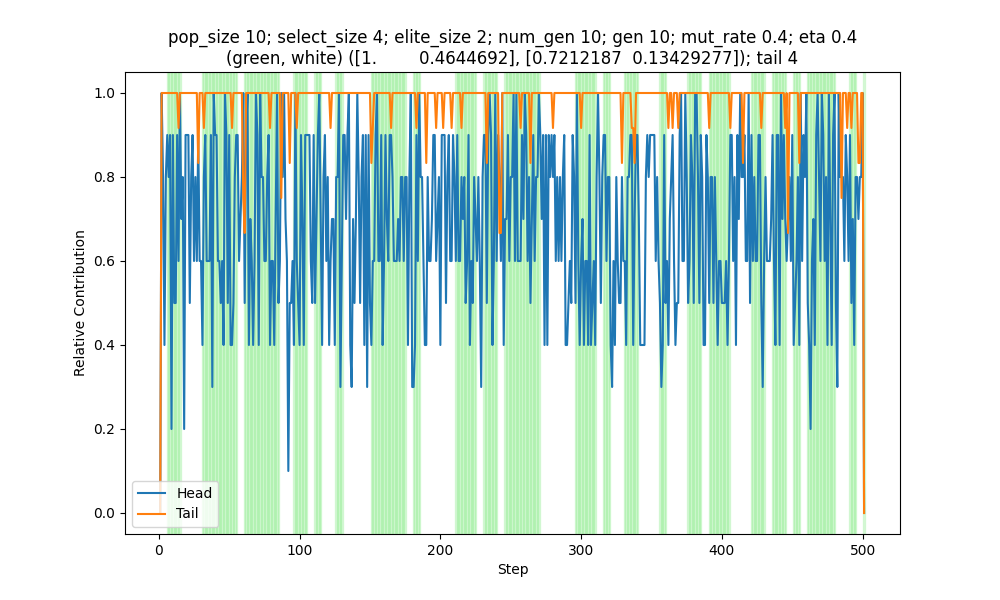 pop_size 10; select_size 4; elite_size 2; num_gen 10; gen 10; mut_rate 0.4; eta 0.4
(green, white) ([1.        0.4644692], [0.7212187  0.13429277]); tail 4
1.0
0.8
0.6
0.4
0.2
0.0
Relative Contribution
Head
Tail
0
100
200
300
400
500
Step